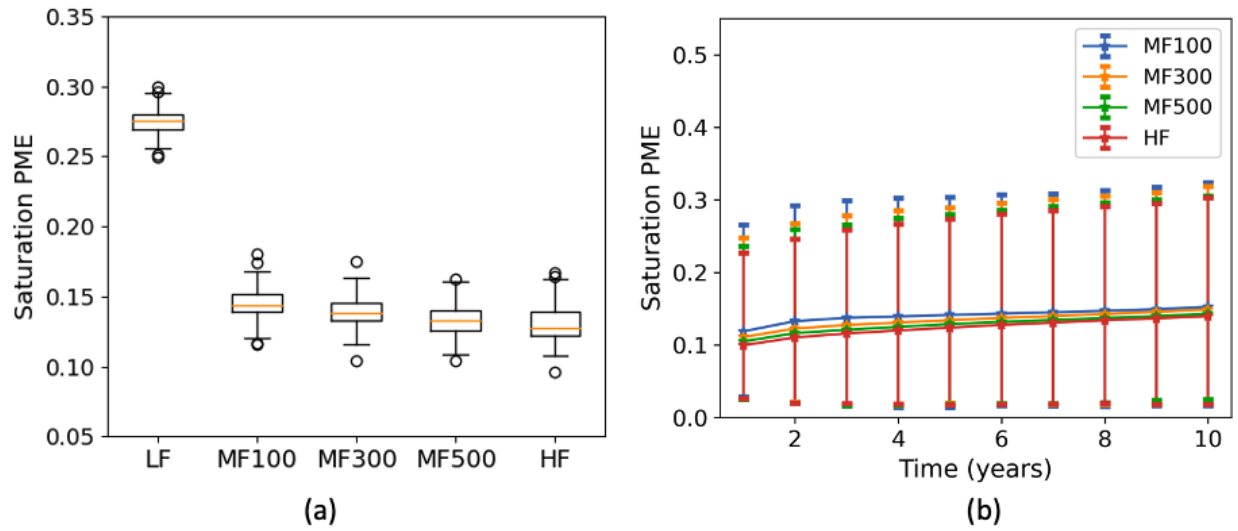 Saturation PME
0.35
0.30
0.25
0.20
0.15
0.10
0.05
LF MF100 MF300 MF500 HF
(a)
Saturation PME
0.5
0.4
0.3
0.2
0.1
0.0
2 4 6 8 10
Time (years)
MF100
MF300
MF500
HF
(b)